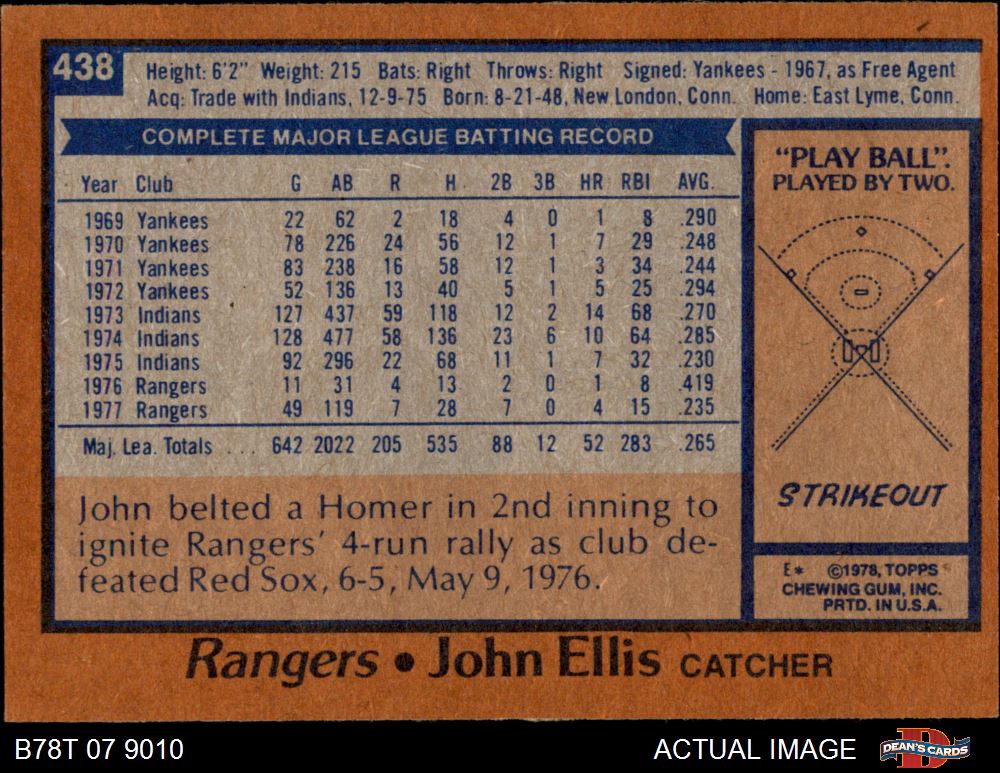 438
Height: 6'2" Weight: 215 Bats: Right Throws: Right Signed: Yankees - 1967, as Free Agent
Acq: Trade with Indians, 12-9-75 Born: 8-21-48, New London, Conn. Home: East Lyme, Conn.
COMPLETE MAJOR LEAGUE BATTING RECORD
Year Club G AB R H 2B 3B HR RBI AVG.
1969 Yankees 22 62 2 18 4 0 1 8 .290
1970 Yankees 78 226 24 56 12 1 7 29 .248
1971 Yankees 83 238 16 58 12 1 3 34 .244
1972 Yankees 52 136 13 40 5 1 5 25 .294
1973 Indians 127 437 59 118 12 2 14 68 .270
1974 Indians 128 477 58 136 23 6 10 64 .285
1975 Indians 92 296 22 68 11 1 7 32 .230
1976 Rangers 11 31 4 13 2 0 1 8 .419
1977 Rangers 49 119 7 28 7 0 4 15 .235
Maj. Lea. Totals ... 642 2022 205 535 88 12 52 283 .265
John belted a Homer in 2nd inning to
ignite Rangers' 4-run rally as club de-
feated Red Sox, 6-5, May 9, 1976.
"PLAY BALL".
PLAYED BY TWO.
STRIKEOUT
E* ©1978, TOPPS
CHEWING GUM, INC.
PRTD. IN U.S.A.
Rangers • John Ellis CATCHER
B78T 07 9010
ACTUAL IMAGE
DEAN'S CARDS